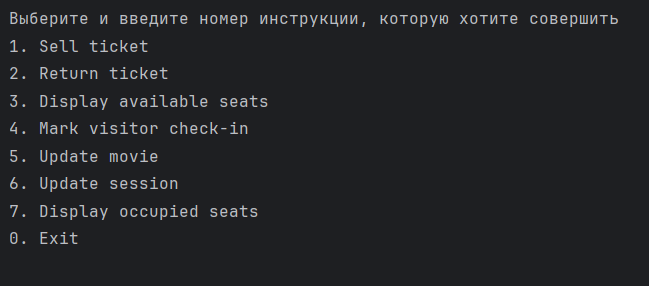 Выберите и введите номер инструкции, которую хотите совершить
1. Sell ticket
2. Return ticket
3. Display available seats
4. Mark visitor check-in
5. Update movie
6. Update session
7. Display occupied seats
0. Exit